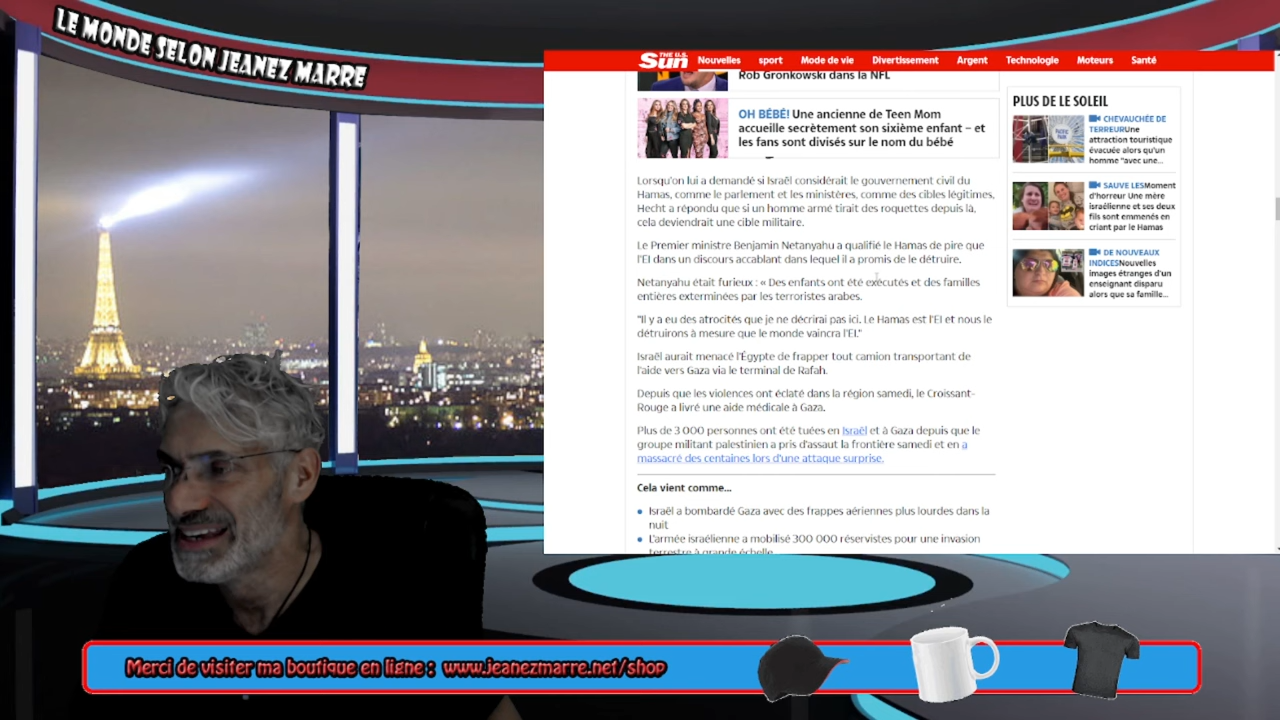 LE MONDE SELON JEANEZ MARRE
THE U.S. Sun
Nouvelles sport Mode de vie Divertissement Argent Technologie Moteurs Santé
Rob Gronkowski dans la NFL
OH BÉBÉ! Une ancienne de Teen Mom
accueille secrètement son sixième enfant – et
les fans sont divisés sur le nom du bébé
Lorsqu'on lui a demandé si Israël considérait le gouvernement civil du
Hamas, comme le parlement et les ministères, comme des cibles légitimes,
Hecht a répondu que si un homme armé tirait des roquettes depuis là,
cela deviendrait une cible militaire.
Le Premier ministre Benjamin Netanyahu a qualifié le Hamas de pire que
l'EI dans un discours accablant dans lequel il a promis de le détruire.
Netanyahu était furieux : « Des enfants ont été exécutés et des familles
entières exterminées par les terroristes arabes.
"Il y a eu des atrocités que je ne décrirai pas ici. Le Hamas est l'EI et nous le
détruirons à mesure que le monde vaincra l'EI."
Israël aurait menacé l'Égypte de frapper tout camion transportant de
l'aide vers Gaza via le terminal de Rafah.
Depuis que les violences ont éclaté dans la région samedi, le Croissant-
Rouge a livré une aide médicale à Gaza.
Plus de 3 000 personnes ont été tuées en Israël et à Gaza depuis que le
groupe militant palestinien a pris d'assaut la frontière samedi et en a
massacré des centaines lors d'une attaque surprise.
Cela vient comme...
Israël a bombardé Gaza avec des frappes aériennes plus lourdes dans la
nuit
L'armée israélienne a mobilisé 300 000 réservistes pour une invasion
terrestre à grande échelle
PLUS DE LE SOLEIL
CHEVAUCHÉE DE
TERREURUne
attraction touristique
évacuée alors qu'un
homme "avec une...
SAUVE LESMoment
d'horreur Une mère
israélienne et ses deux
fils sont emmenés en
criant par le Hamas
DE NOUVEAUX
INDICESNouvelles
images étranges d'un
enseignant disparu
alors que sa famille...
Merci de visiter ma boutique en ligne : www.jeanezmarre.net/shop